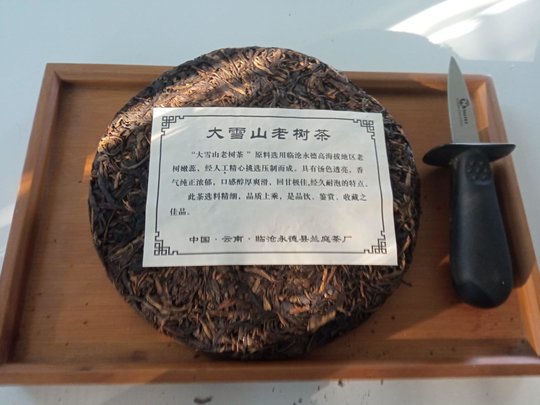 大雪山老树茶
“大雪山老树茶 ”原料选用临沧永德高海拔地区老
树嫩蕊，经人工精心挑选压制而成，具有汤色透亮，香
气纯正浓郁，口感醇厚爽滑，回甘极佳,经久耐泡的特点。
此茶选料精细，品质上乘，是品饮、鉴赏、收藏之
佳品。
中国·云南·临沧永德县兰庭茶厂